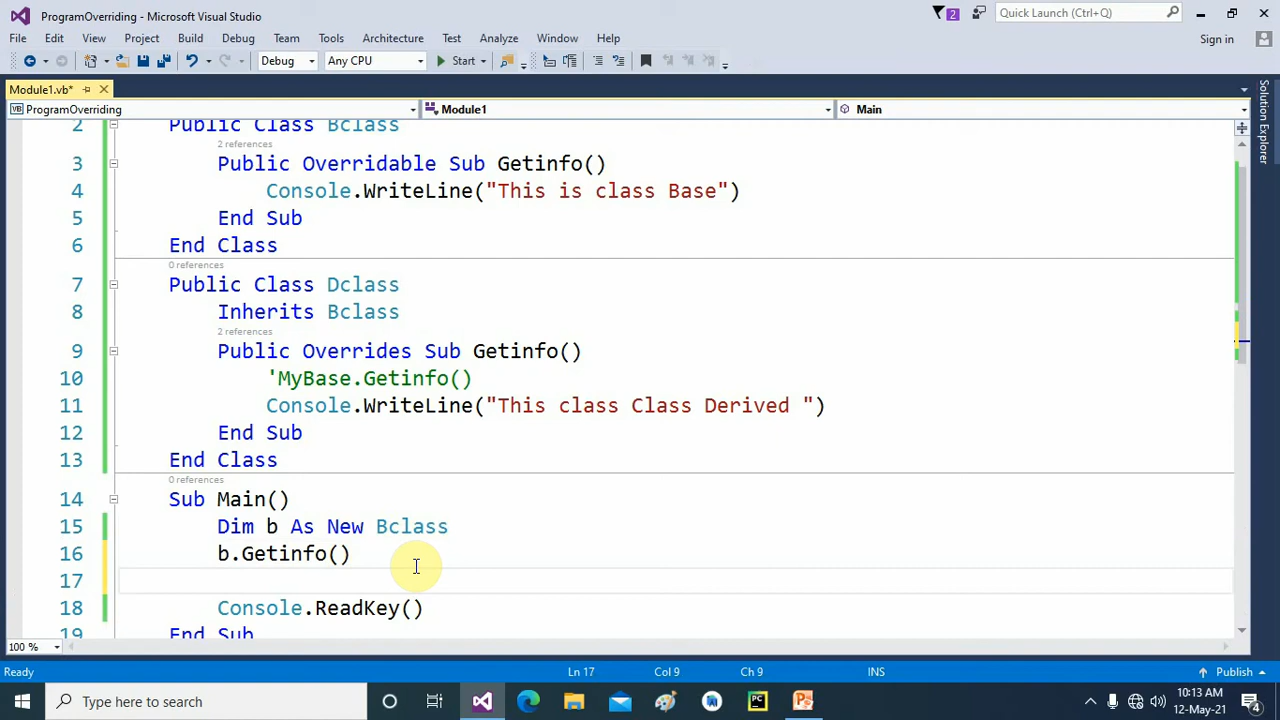 ProgramOverriding - Microsoft Visual Studio
2
Quick Launch (Ctrl+Q)
File Edit View Project Build Debug Team Tools Architecture Test Analyze Window Help
Sign in
Debug Any CPU Start
Module1.vb*
ProgramOverriding Module1 Main
Solution Explorer
2 Public Class Bclass
2 references
3 Public Overridable Sub Getinfo()
4 Console.WriteLine("This is class Base")
5 End Sub
6 End Class
0 references
7 Public Class Dclass
8 Inherits Bclass
2 references
9 Public Overrides Sub Getinfo()
10 'MyBase.Getinfo()
11 Console.WriteLine("This class Class Derived ")
12 End Sub
13 End Class
0 references
14 Sub Main()
15 Dim b As New Bclass
16 b.Getinfo()
17
18 Console.ReadKey()
19 End Sub
100 %
Ready Ln 17 Col 9 Ch 9 INS Publish
Type here to search
10:13 AM
12-May-21
4